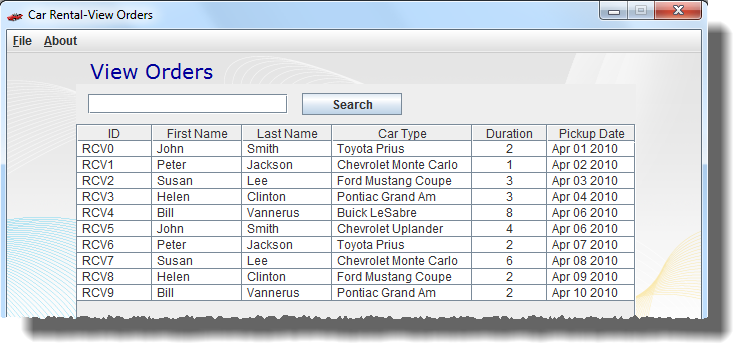 Car Rental-View Orders
File About
View Orders
Search
ID First Name Last Name Car Type Duration Pickup Date
RCV0 John Smith Toyota Prius 2 Apr 01 2010
RCV1 Peter Jackson Chevrolet Monte Carlo 1 Apr 02 2010
RCV2 Susan Lee Ford Mustang Coupe 3 Apr 03 2010
RCV3 Helen Clinton Pontiac Grand Am 3 Apr 04 2010
RCV4 Bill Vannerus Buick LeSabre 8 Apr 06 2010
RCV5 John Smith Chevrolet Uplander 4 Apr 06 2010
RCV6 Peter Jackson Toyota Prius 2 Apr 07 2010
RCV7 Susan Lee Chevrolet Monte Carlo 6 Apr 08 2010
RCV8 Helen Clinton Ford Mustang Coupe 2 Apr 09 2010
RCV9 Bill Vannerus Pontiac Grand Am 2 Apr 10 2010